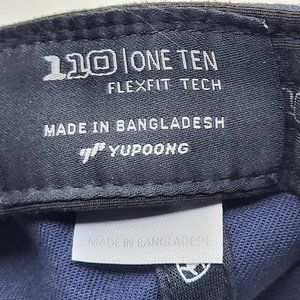 110 | ONE TEN
FLEXFIT TECH
MADE IN BANGLADESH
YUPOONG
MADE IN BANGLADESH